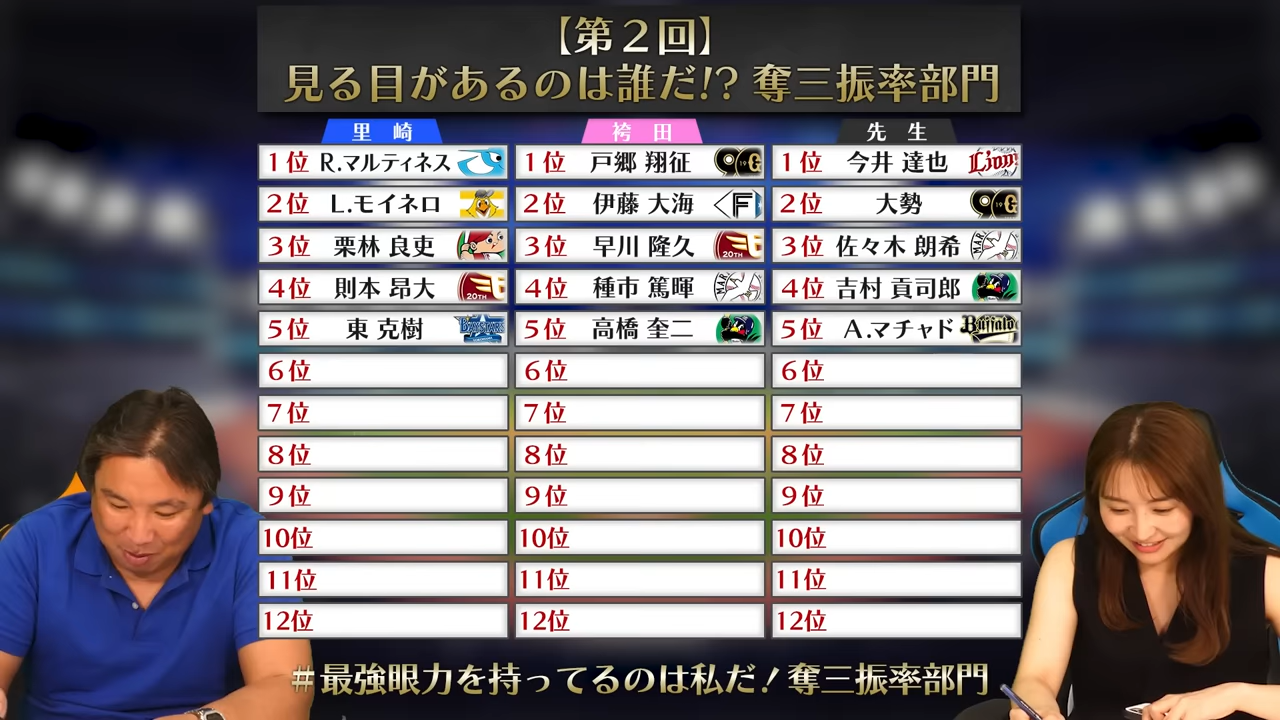 【第2回】
見る目があるのは誰だ!? 奪三振率部門
里崎 袴田 先生
1位 R.マルティネス 1位 戸郷 翔征 19 G 1位 今井 達也 Lions
2位 L.モイネロ 2位 伊藤 大海 F 2位 大勢 19 G
3位 栗林 良吏 3位 早川 隆久 E 20TH 3位 佐々木 朗希 MAR
4位 則本 昂大 E 20TH 4位 種市 篤暉 MAR 4位 吉村 貢司郎
5位 東 克樹 BAYSTARS 5位 高橋 奎二 5位 A.マチャド Buffalo
6位 6位 6位
7位 7位 7位
8位 8位 8位
9位 9位 9位
10位 10位 10位
11位 11位 11位
12位 12位 12位
#最強眼力を持ってるのは私だ!奪三振率部門